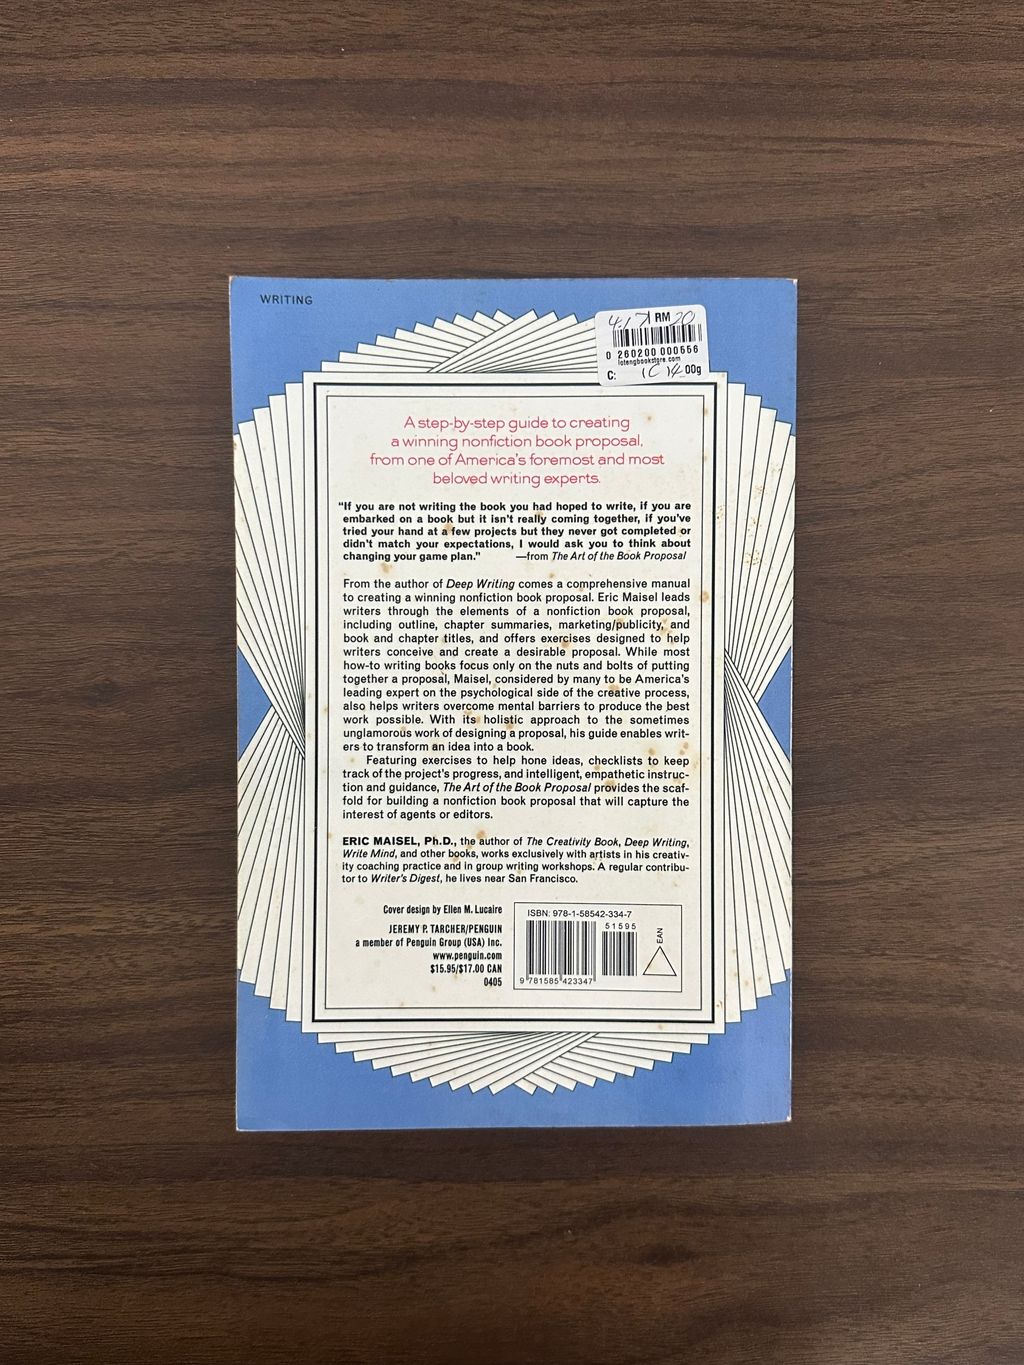 WRITING
4.17 RM 20
0 260200 000556
lotengbookstore.com
C: 00g
A step-by-step guide to creating
a winning nonfiction book proposal,
from one of America's foremost and most
beloved writing experts.
"If you are not writing the book you had hoped to write, if you are
embarked on a book but it isn't really coming together, if you've
tried your hand at a few projects but they never got completed or
didn't match your expectations, I would ask you to think about
changing your game plan." —from The Art of the Book Proposal
From the author of Deep Writing comes a comprehensive manual
to creating a winning nonfiction book proposal. Eric Maisel leads
writers through the elements of a nonfiction book proposal,
including outline, chapter summaries, marketing/publicity, and
book and chapter titles, and offers exercises designed to help
writers conceive and create a desirable proposal. While most
how-to writing books focus only on the nuts and bolts of putting
together a proposal, Maisel, considered by many to be America's
leading expert on the psychological side of the creative process,
also helps writers overcome mental barriers to produce the best
work possible. With its holistic approach to the sometimes
unglamorous work of designing a proposal, his guide enables writ-
ers to transform an idea into a book.
Featuring exercises to help hone ideas, checklists to keep
track of the project's progress, and intelligent, empathetic instruc-
tion and guidance, The Art of the Book Proposal provides the scaf-
fold for building a nonfiction book proposal that will capture the
interest of agents or editors.
ERIC MAISEL, Ph.D., the author of The Creativity Book, Deep Writing,
Write Mind, and other books, works exclusively with artists in his creativ-
ity coaching practice and in group writing workshops. A regular contribu-
tor to Writer's Digest, he lives near San Francisco.
Cover design by Ellen M. Lucaire
JEREMY P. TARCHER/PENGUIN
a member of Penguin Group (USA) Inc.
www.penguin.com
$15.95/$17.00 CAN
0405
ISBN: 978-1-58542-334-7
51595
EAN
9 781585 423347